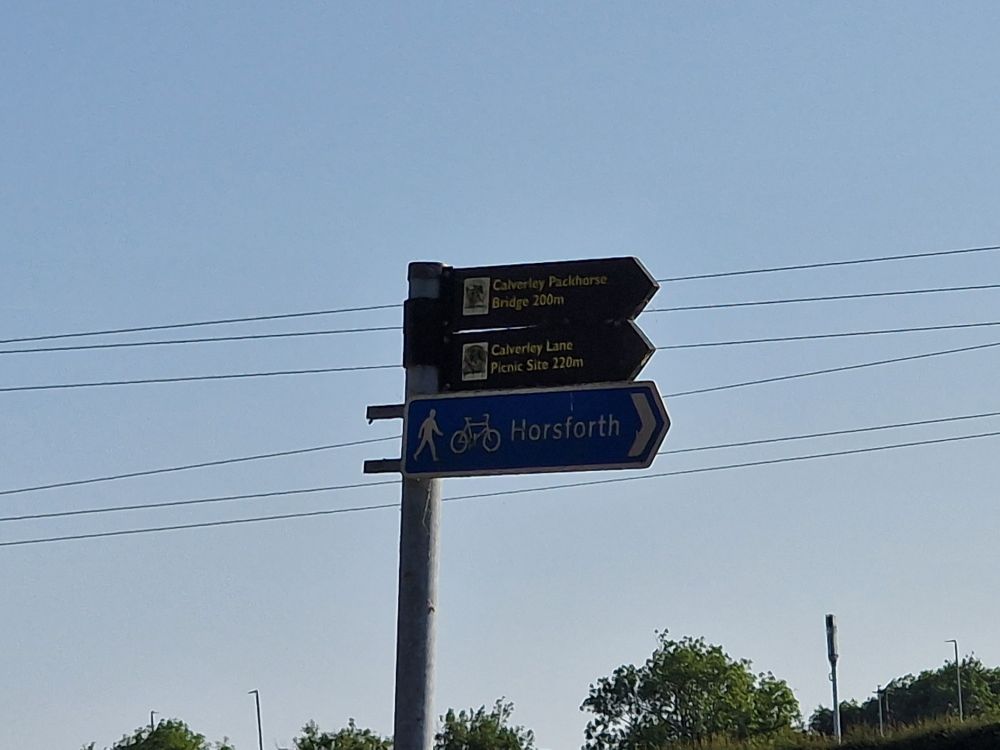 Calverley Packhorse
Bridge 200m
Calverley Lane
Picnic Site 220m
Horsforth